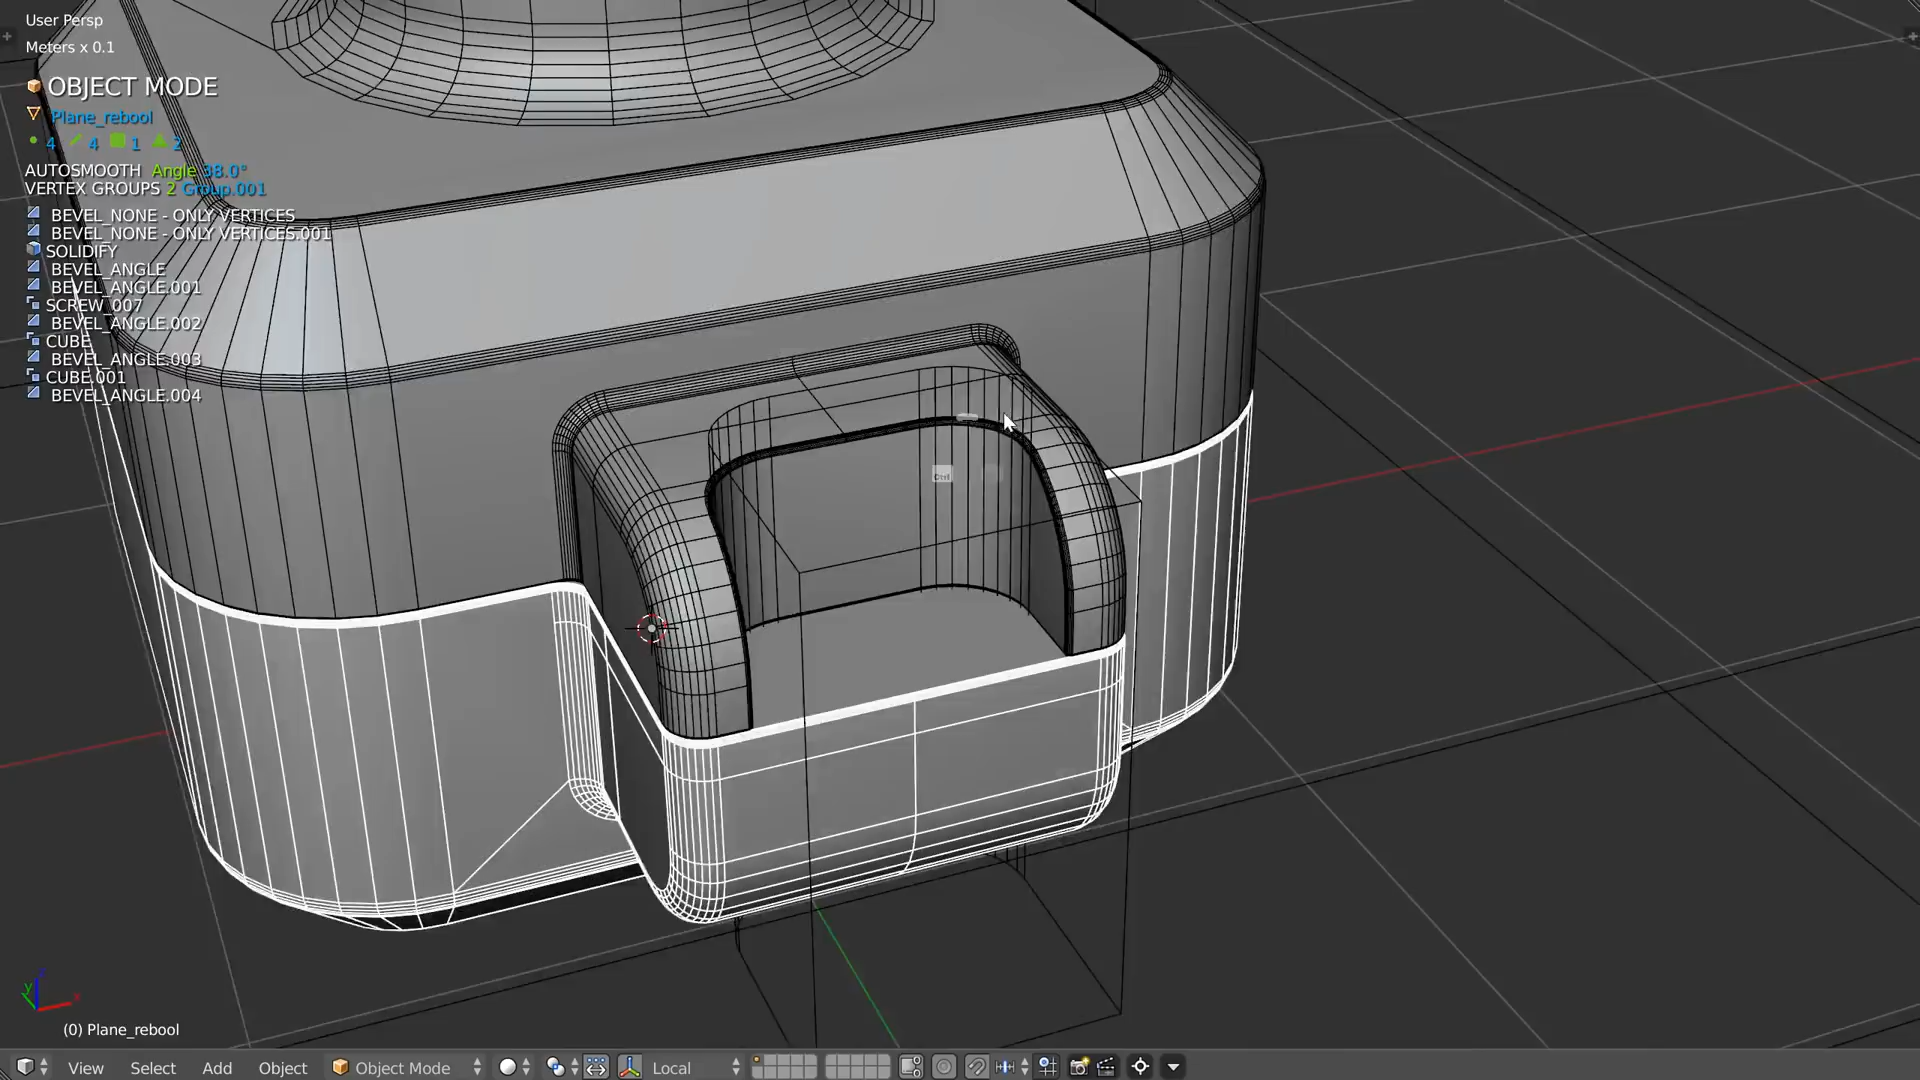 User Persp
Meters x 0.1
OBJECT MODE
Plane_rebool
4 4 1 2
AUTOSMOOTH Angle 38.0°
VERTEX GROUPS 2 Group.001
BEVEL_NONE - ONLY VERTICES
BEVEL_NONE - ONLY VERTICES.001
SOLIDIFY
BEVEL_ANGLE
BEVEL_ANGLE.001
SCREW_007
BEVEL_ANGLE.002
CUBE
BEVEL_ANGLE.003
CUBE.001
BEVEL_ANGLE.004
Ctrl
z
y
x
(0) Plane_rebool
View Select Add Object Object Mode Local